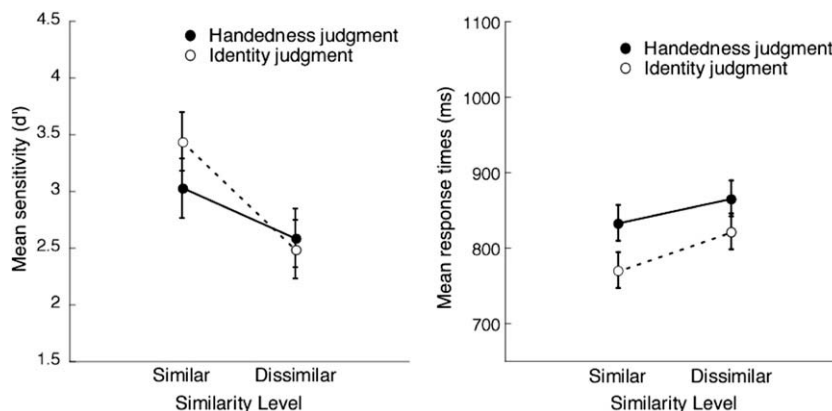 4.5
4
3.5
3
2.5
2
1.5
Mean sensitivity (d')
Handedness judgment
Identity judgment
Similar
Dissimilar
Similarity Level
1100
1000
900
800
700
Mean response times (ms)
Handedness judgment
Identity judgment
Similar
Dissimilar
Similarity Level